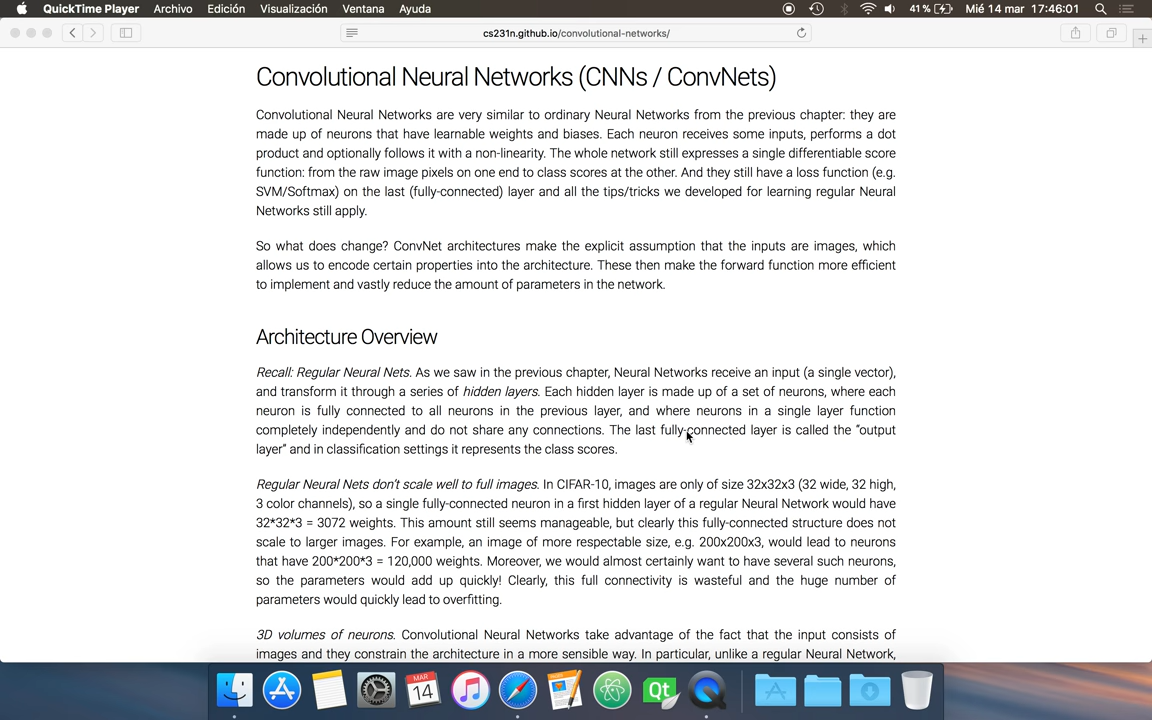 QuickTime Player Archivo Edición Visualización Ventana Ayuda 41% Mié 14 mar 17:46:01
cs231n.github.io/convolutional-networks/
Convolutional Neural Networks (CNNs / ConvNets)
Convolutional Neural Networks are very similar to ordinary Neural Networks from the previous chapter: they are
made up of neurons that have learnable weights and biases. Each neuron receives some inputs, performs a dot
product and optionally follows it with a non-linearity. The whole network still expresses a single differentiable score
function: from the raw image pixels on one end to class scores at the other. And they still have a loss function (e.g.
SVM/Softmax) on the last (fully-connected) layer and all the tips/tricks we developed for learning regular Neural
Networks still apply.
So what does change? ConvNet architectures make the explicit assumption that the inputs are images, which
allows us to encode certain properties into the architecture. These then make the forward function more efficient
to implement and vastly reduce the amount of parameters in the network.
Architecture Overview
Recall: Regular Neural Nets. As we saw in the previous chapter, Neural Networks receive an input (a single vector),
and transform it through a series of hidden layers. Each hidden layer is made up of a set of neurons, where each
neuron is fully connected to all neurons in the previous layer, and where neurons in a single layer function
completely independently and do not share any connections. The last fully-connected layer is called the “output
layer” and in classification settings it represents the class scores.
Regular Neural Nets don’t scale well to full images. In CIFAR-10, images are only of size 32x32x3 (32 wide, 32 high,
3 color channels), so a single fully-connected neuron in a first hidden layer of a regular Neural Network would have
32*32*3 = 3072 weights. This amount still seems manageable, but clearly this fully-connected structure does not
scale to larger images. For example, an image of more respectable size, e.g. 200x200x3, would lead to neurons
that have 200*200*3 = 120,000 weights. Moreover, we would almost certainly want to have several such neurons,
so the parameters would add up quickly! Clearly, this full connectivity is wasteful and the huge number of
parameters would quickly lead to overfitting.
3D volumes of neurons. Convolutional Neural Networks take advantage of the fact that the input consists of
images and they constrain the architecture in a more sensible way. In particular, unlike a regular Neural Network,
MAR
14
Qt